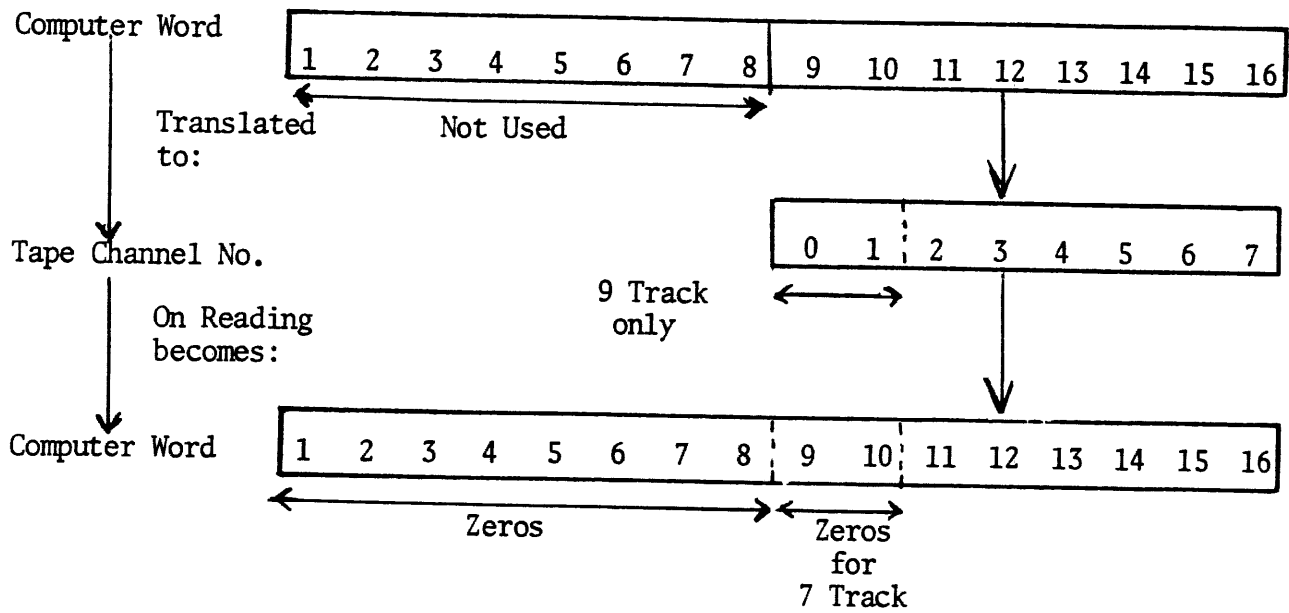 Computer Word
1 2 3 4 5 6 7 8 9 10 11 12 13 14 15 16
Translated
to:
Not Used
Tape Channel No.
0 1 2 3 4 5 6 7
9 Track
only
On Reading
becomes:
Computer Word
1 2 3 4 5 6 7 8 9 10 11 12 13 14 15 16
Zeros
Zeros
for
7 Track